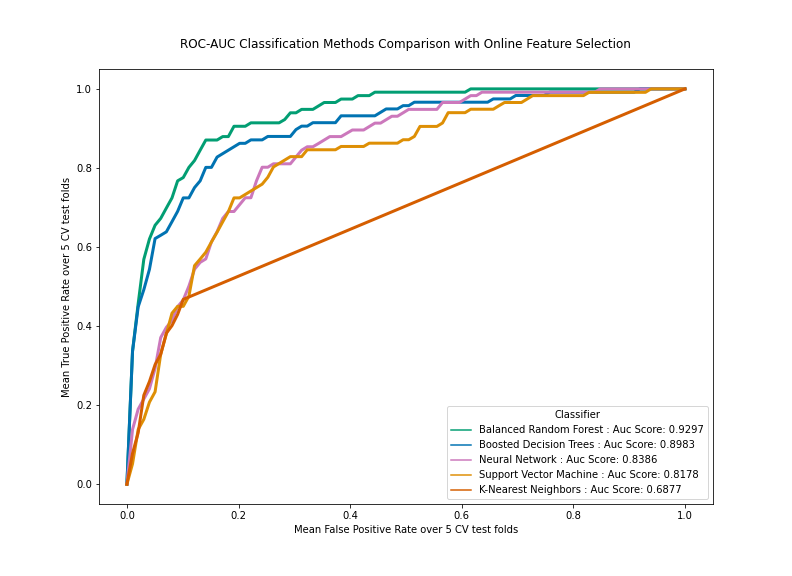 ROC-AUC Classification Methods Comparison with Online Feature Selection
Mean True Positive Rate over 5 CV test folds
1.0
0.8
0.6
0.4
0.2
0.0
Classifier
Balanced Random Forest : Auc Score: 0.9297
Boosted Decision Trees : Auc Score: 0.8983
Neural Network : Auc Score: 0.8386
Support Vector Machine : Auc Score: 0.8178
K-Nearest Neighbors : Auc Score: 0.6877
0.0 0.2 0.4 0.6 0.8 1.0
Mean False Positive Rate over 5 CV test folds